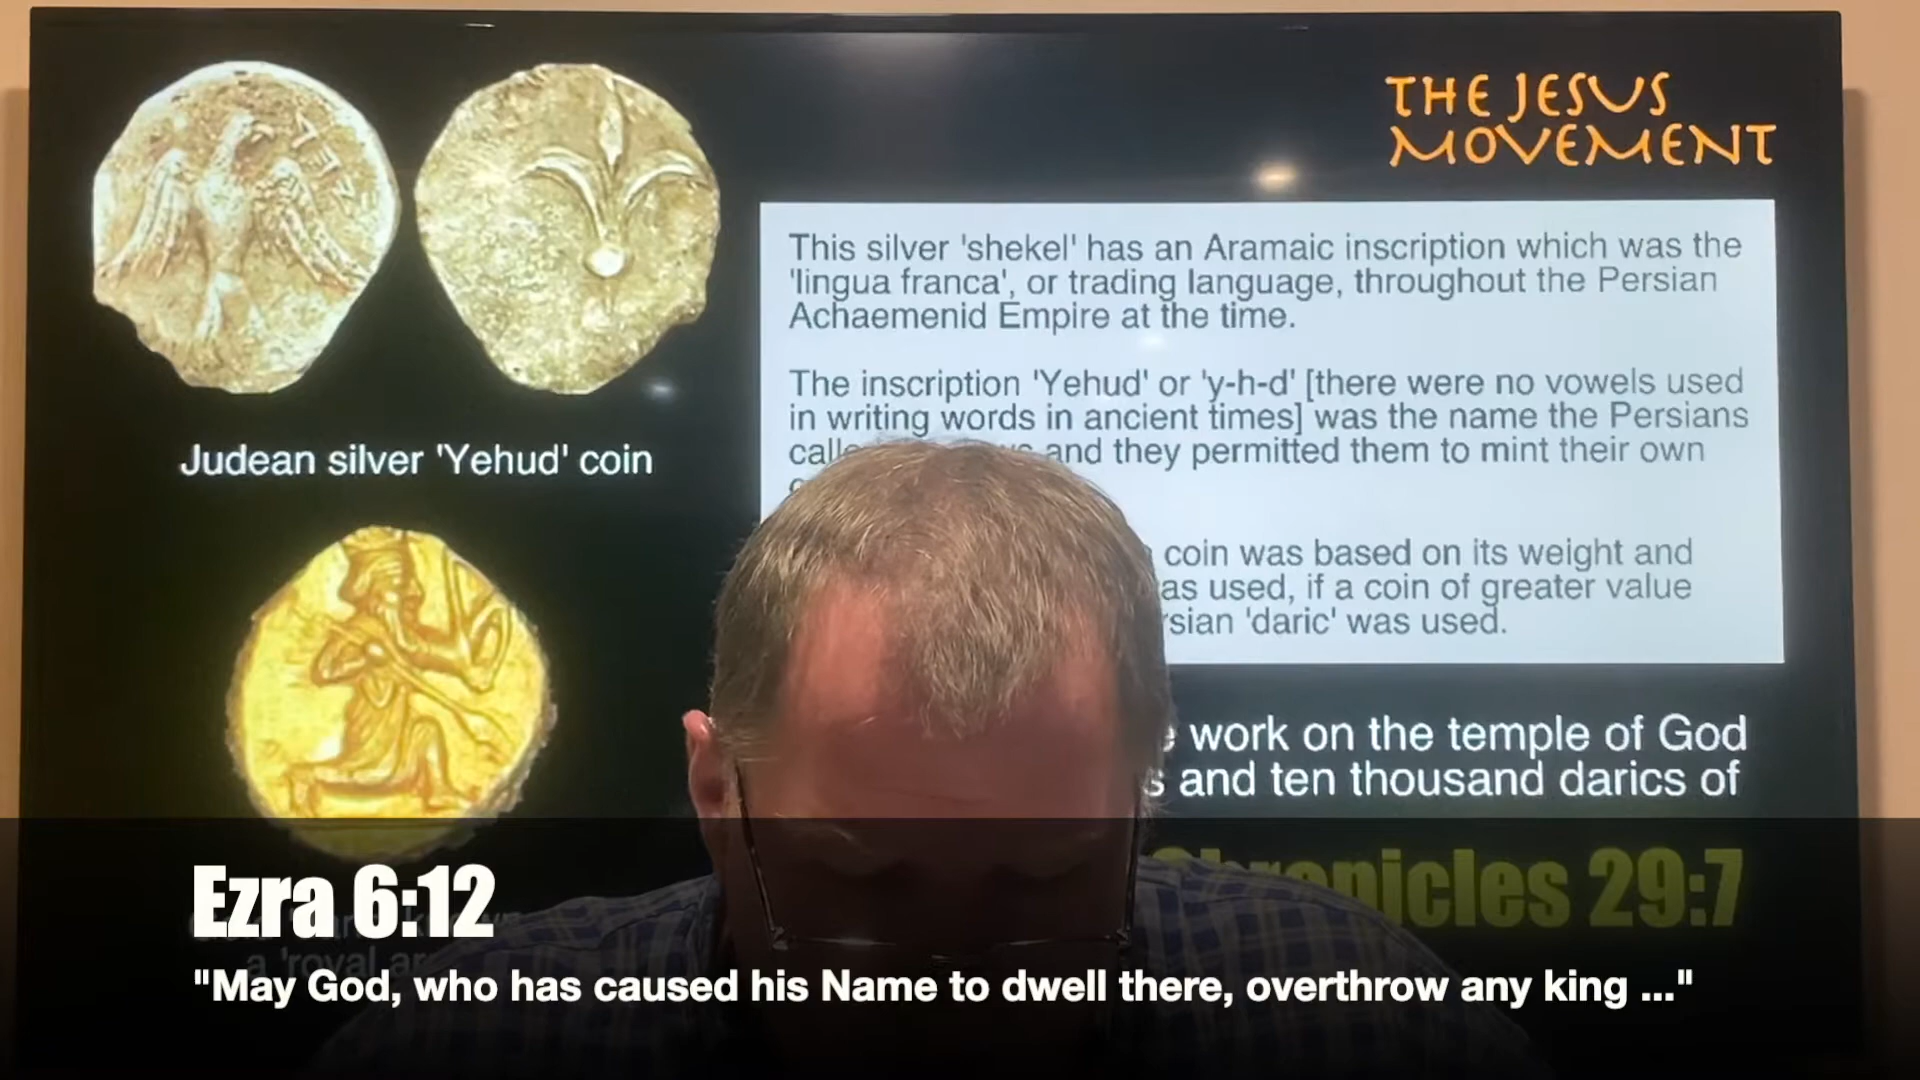 THE JESUS
MOVEMENT
This silver 'shekel' has an Aramaic inscription which was the
'lingua franca', or trading language, throughout the Persian
Achaemenid Empire at the time.
The inscription 'Yehud' or 'y-h-d' [there were no vowels used
in writing words in ancient times] was the name the Persians
and they permitted them to mint their own
coin was based on its weight and
as used, if a coin of greater value
'daric' was used.
Judean silver 'Yehud' coin
work on the temple of God
and ten thousand darics of
29:7
Ezra 6:12
"May God, who has caused his Name to dwell there, overthrow any king ..."